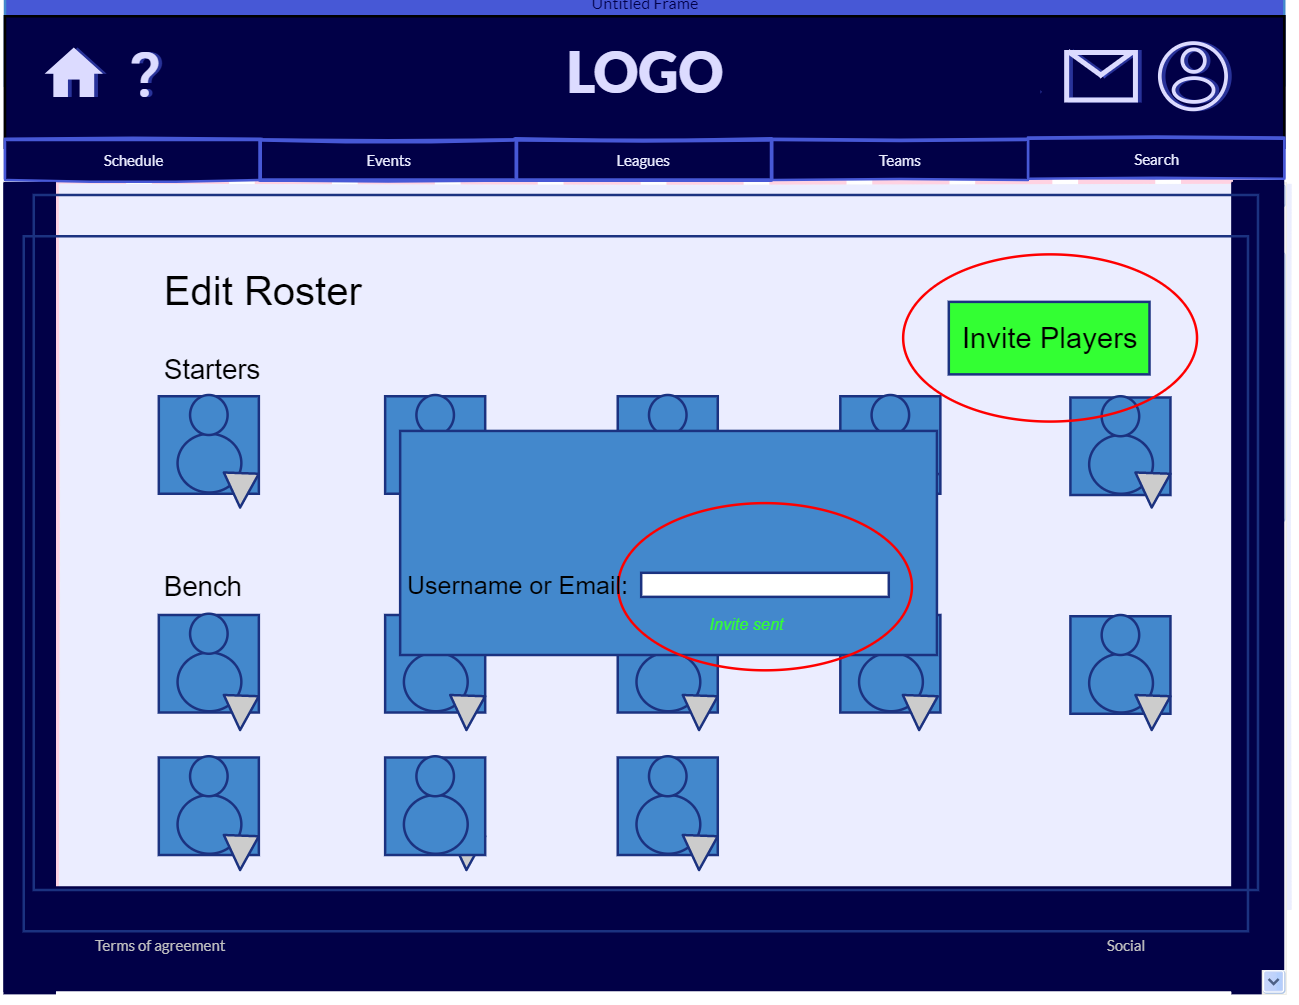 Untitled Frame
?
LOGO
Schedule
Events
Leagues
Teams
Search
Edit Roster
Invite Players
Starters
Bench
Username or Email:
Invite sent
Terms of agreement
Social